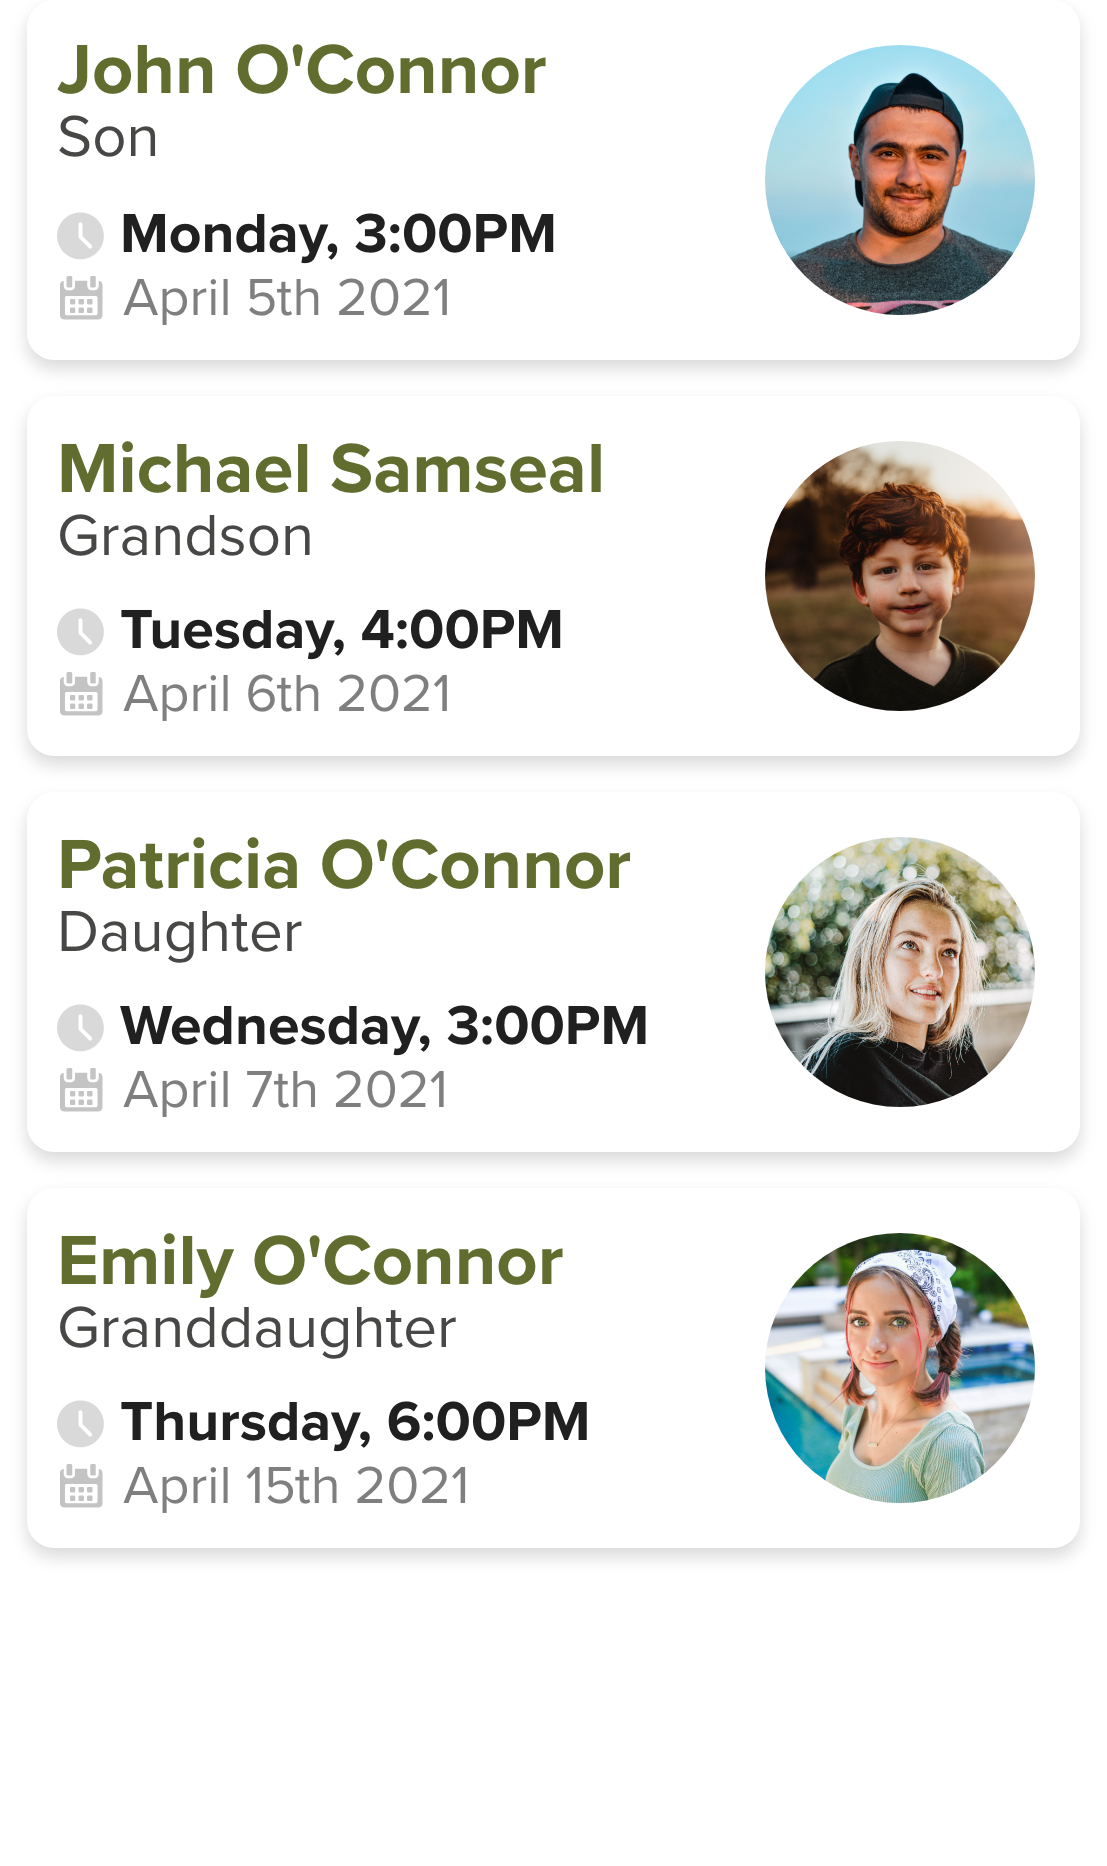 John O'Connor
Son
Monday, 3:00PM
April 5th 2021
Michael Samseal
Grandson
Tuesday, 4:00PM
April 6th 2021
Patricia O'Connor
Daughter
Wednesday, 3:00PM
April 7th 2021
Emily O'Connor
Granddaughter
Thursday, 6:00PM
April 15th 2021